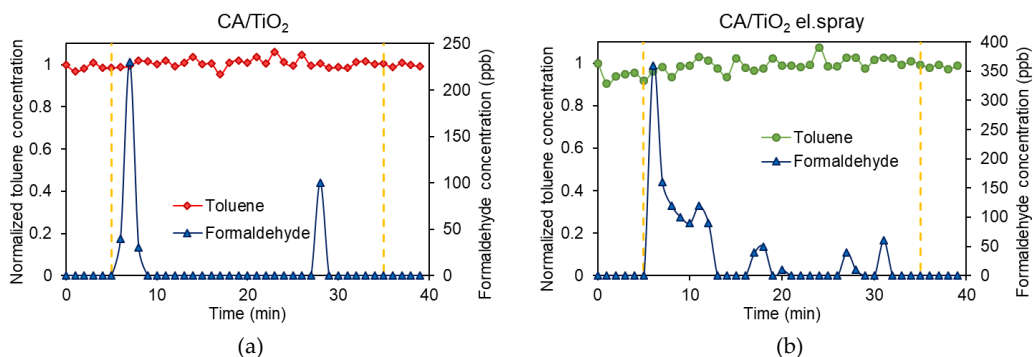 CA/TiO₂
Normalized toluene concentration
1
0.8
0.6
0.4
0.2
0
250
200
150
100
50
0
Formaldehyde concentration (ppb)
Toluene
Formaldehyde
0 10 20 30 40
Time (min)
(a)
CA/TiO₂ el.spray
Normalized toluene concentration
1
0.8
0.6
0.4
0.2
0
400
350
300
250
200
150
100
50
0
Formaldehyde concentration (ppb)
Toluene
Formaldehyde
0 10 20 30 40
Time (min)
(b)